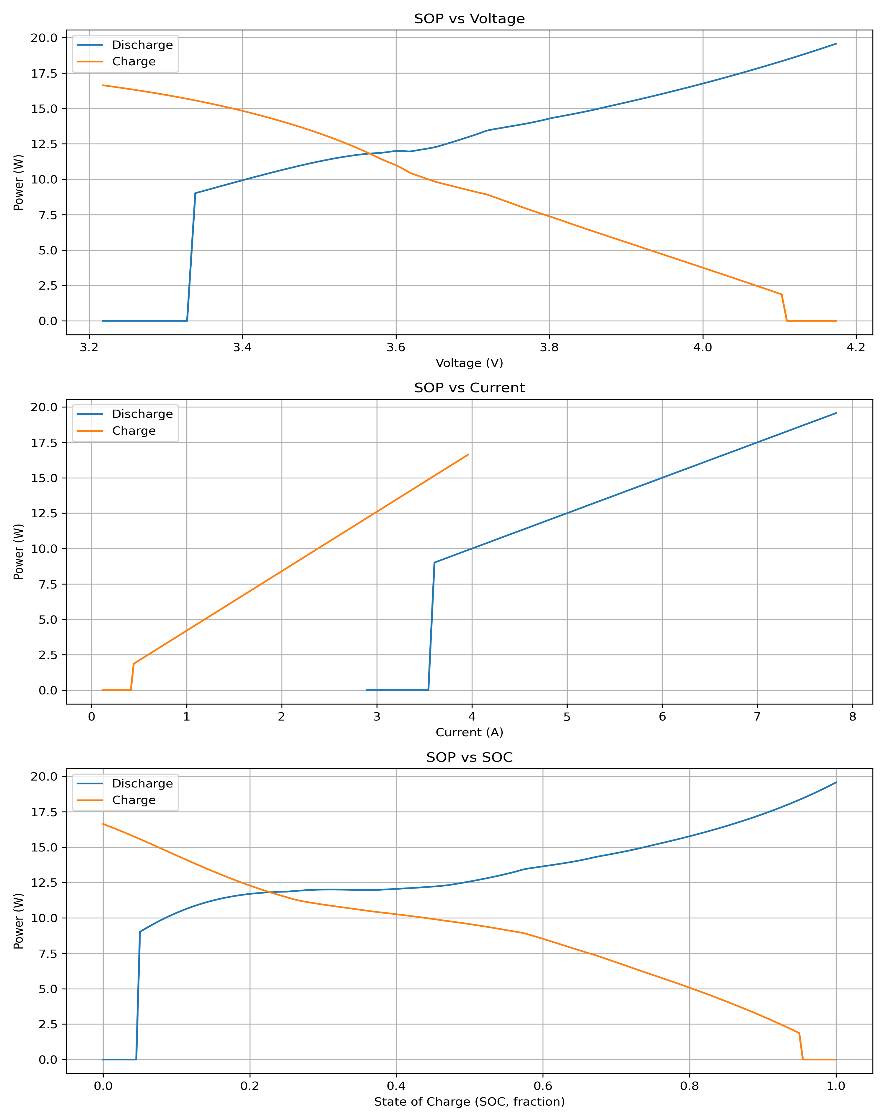 SOP vs Voltage
Discharge
Charge
20.0
17.5
15.0
12.5
10.0
7.5
5.0
2.5
0.0
Power (W)
3.2 3.4 3.6 3.8 4.0 4.2
Voltage (V)
SOP vs Current
Discharge
Charge
20.0
17.5
15.0
12.5
10.0
7.5
5.0
2.5
0.0
Power (W)
0 1 2 3 4 5 6 7 8
Current (A)
SOP vs SOC
Discharge
Charge
20.0
17.5
15.0
12.5
10.0
7.5
5.0
2.5
0.0
Power (W)
0.0 0.2 0.4 0.6 0.8 1.0
State of Charge (SOC, fraction)